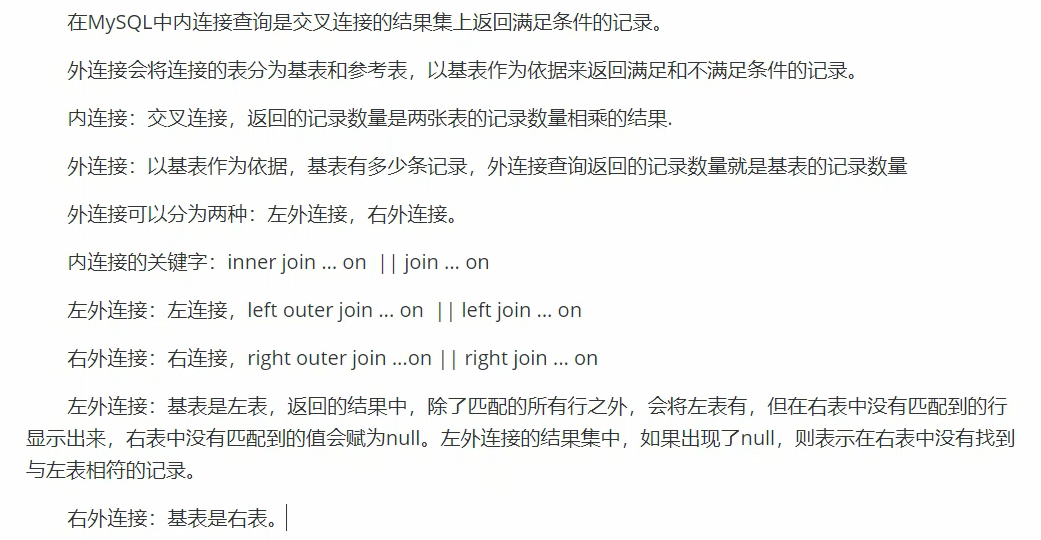 在MySQL中内连接查询是交叉连接的结果集上返回满足条件的记录。
外连接会将连接的表分为基表和参考表，以基表作为依据来返回满足和不满足条件的记录。
内连接：交叉连接，返回的记录数量是两张表的记录数量相乘的结果.
外连接：以基表作为依据，基表有多少条记录，外连接查询返回的记录数量就是基表的记录数量
外连接可以分为两种：左外连接，右外连接。
内连接的关键字：inner join ... on || join ... on
左外连接：左连接，left outer join ... on || left join ... on
右外连接：右连接，right outer join ...on || right join ... on
左外连接：基表是左表，返回的结果中，除了匹配的所有行之外，会将左表有，但在右表中没有匹配到的行
显示出来，右表中没有匹配到的值会赋为null。左外连接的结果集中，如果出现了null，则表示在右表中没有找到
与左表相符的记录。
右外连接：基表是右表。